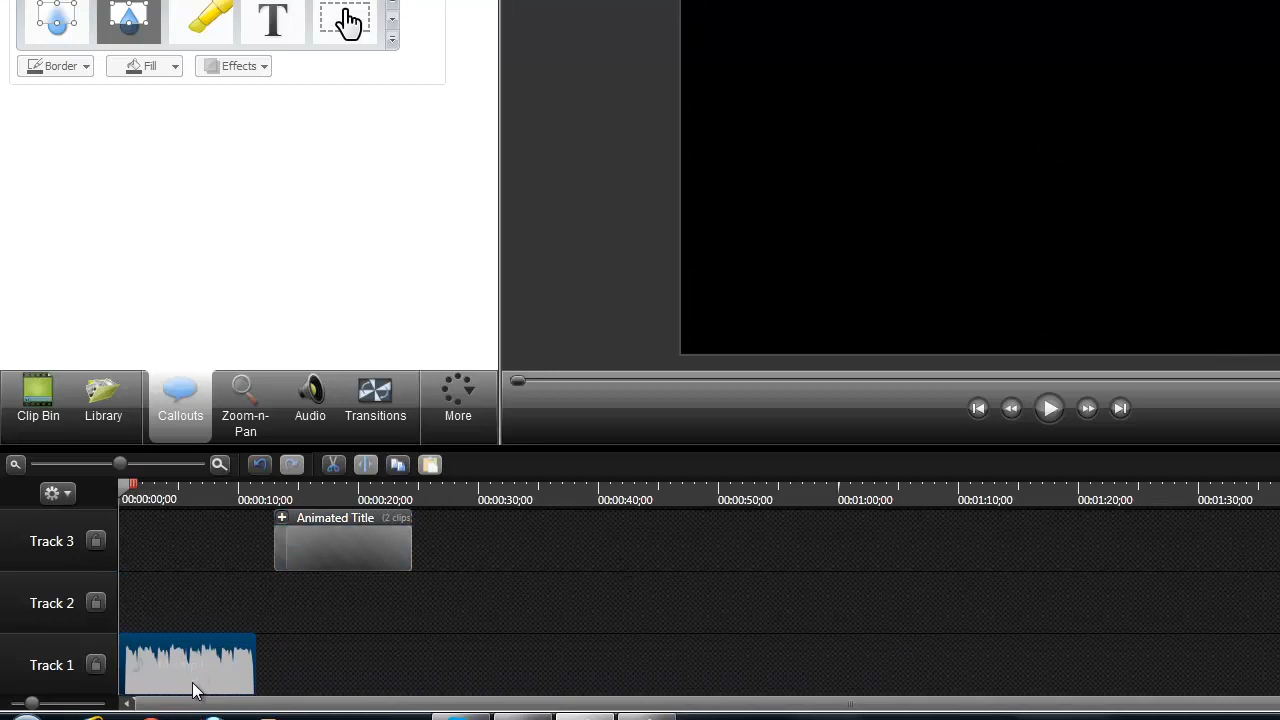 T
Border
Fill
Effects
Clip Bin
Library
Callouts
Zoom-n-
Pan
Audio
Transitions
More
00:00:00;00
00:00:10;00
00:00:20;00
00:00:30;00
00:00:40;00
00:00:50;00
00:01:00;00
00:01:10;00
00:01:20;00
00:01:30;00
Track 3
+ Animated Title (2 clips
Track 2
Track 1